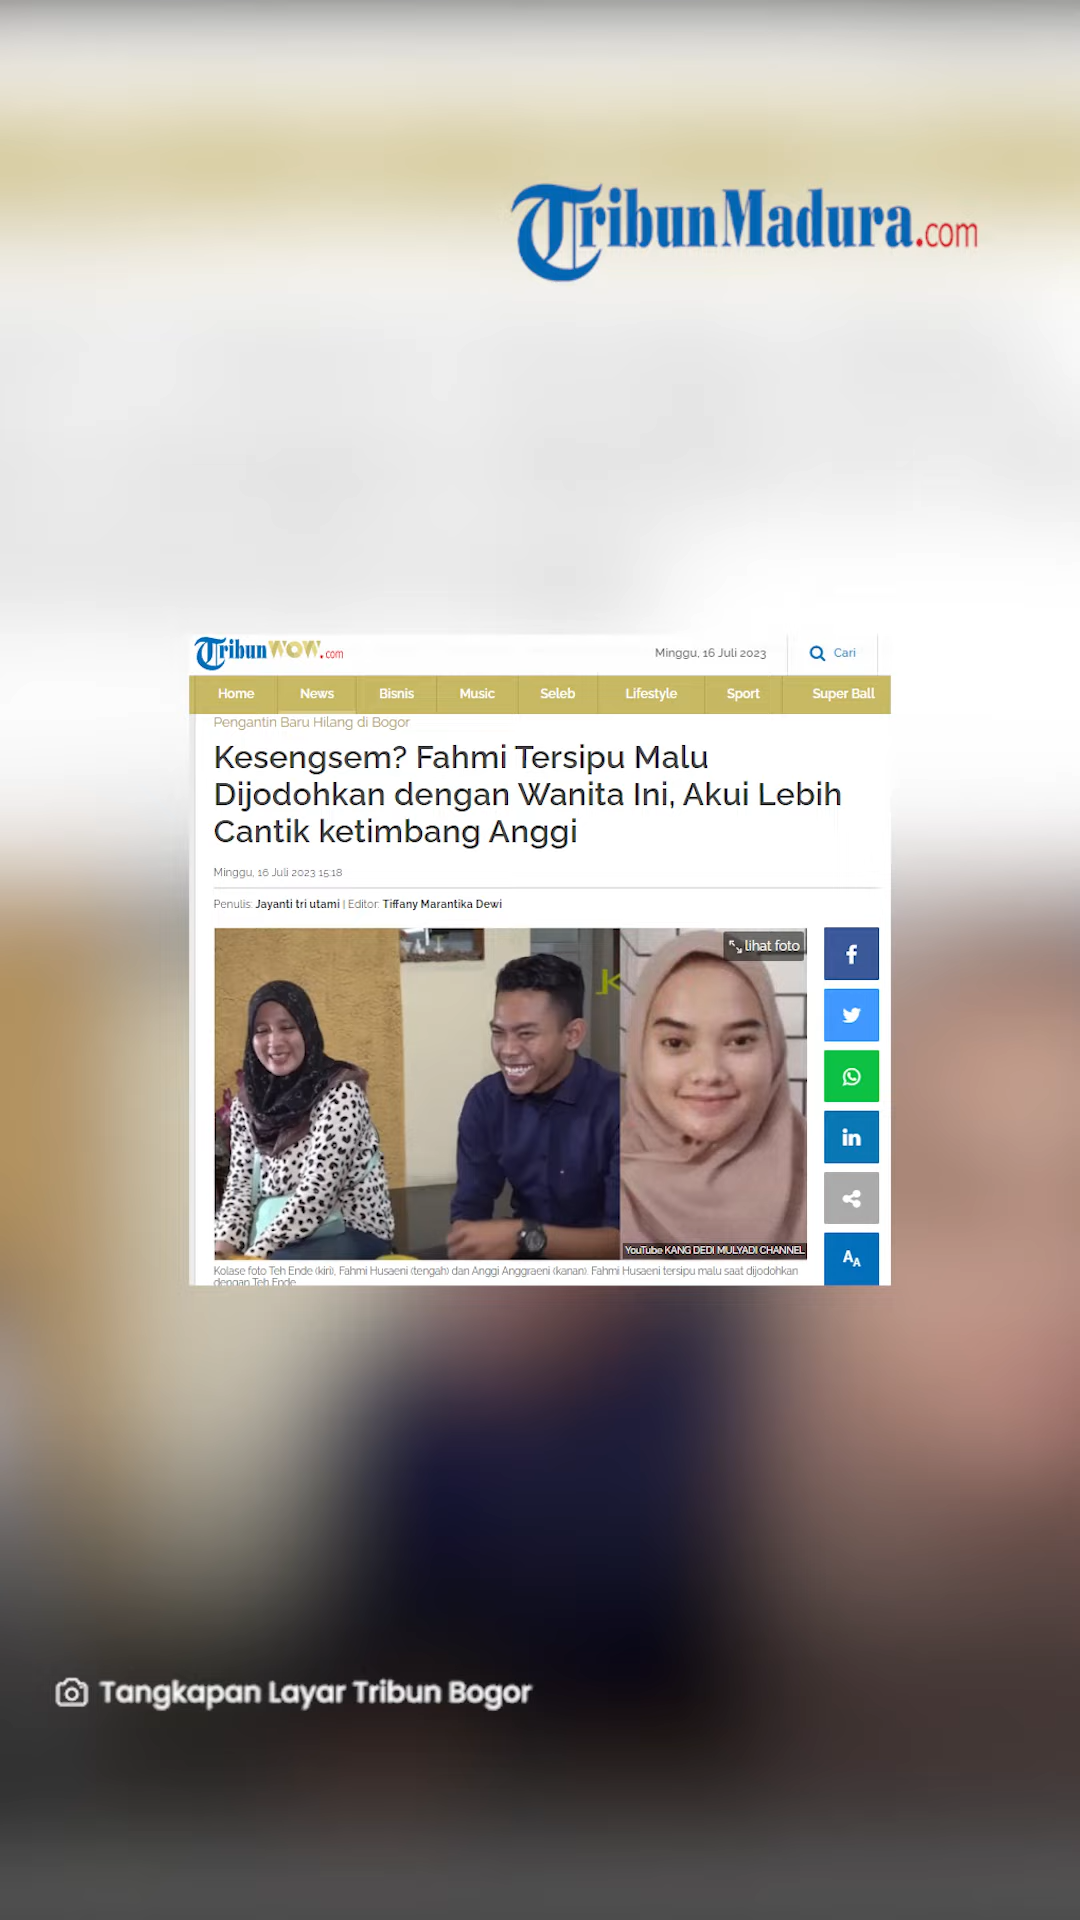 TribunMadura.com
TribunWOW.com
Minggu, 16 Juli 2023
Cari
Home News Bisnis Music Seleb Lifestyle Sport Super Ball
Pengantin Baru Hilang di Bogor
Kesengsem? Fahmi Tersipu Malu
Dijodohkan dengan Wanita Ini, Akui Lebih
Cantik ketimbang Anggi
Minggu, 16 Juli 2023 15:18
Penulis: Jayanti tri utami | Editor: Tiffany Marantika Dewi
lihat foto
YouTube KANG DEDI MULYADI CHANNEL
Kolase foto Teh Ende (kiri), Fahmi Husaeni (tengah) dan Anggi Anggraeni (kanan). Fahmi Husaeni tersipu malu saat dijodohkan
dengan Teh Ende
Tangkapan Layar Tribun Bogor